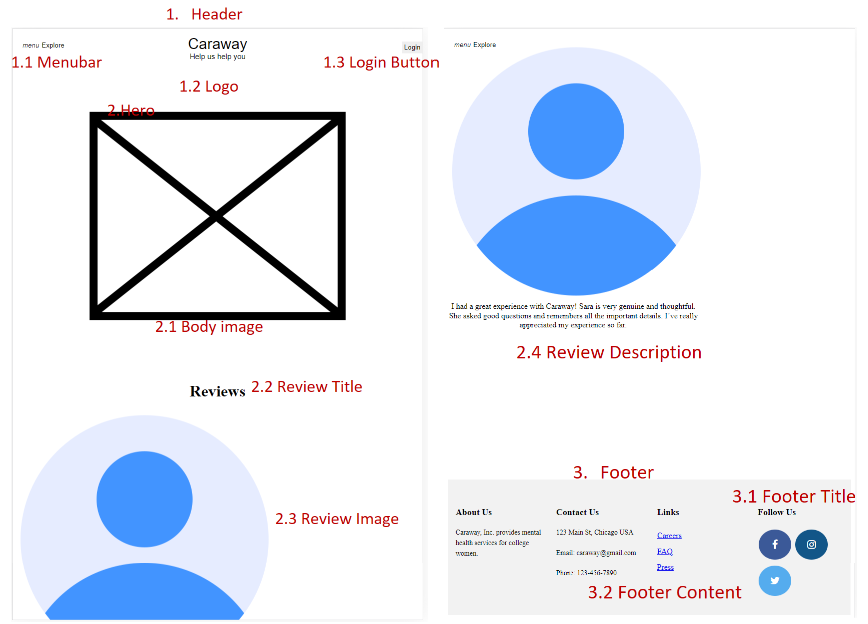 1. Header
menu Explore
Caraway
Help us help you
Login
1.1 Menubar
1.2 Logo
1.3 Login Button
2.Hero
2.1 Body image
Reviews
2.2 Review Title
2.3 Review Image
menu Explore
I had a great experience with Caraway! Sara is very genuine and thoughtful.
She asked good questions and remembers all the important details. I've really
appreciated my experience so far.
2.4 Review Description
3. Footer
3.1 Footer Title
About Us
Caraway, Inc. provides mental
health services for college
women.
Contact Us
123 Main St, Chicago USA
Email: caraway@gmail.com
Phone: 123-456-7890
Links
Careers
FAQ
Press
Follow Us
3.2 Footer Content